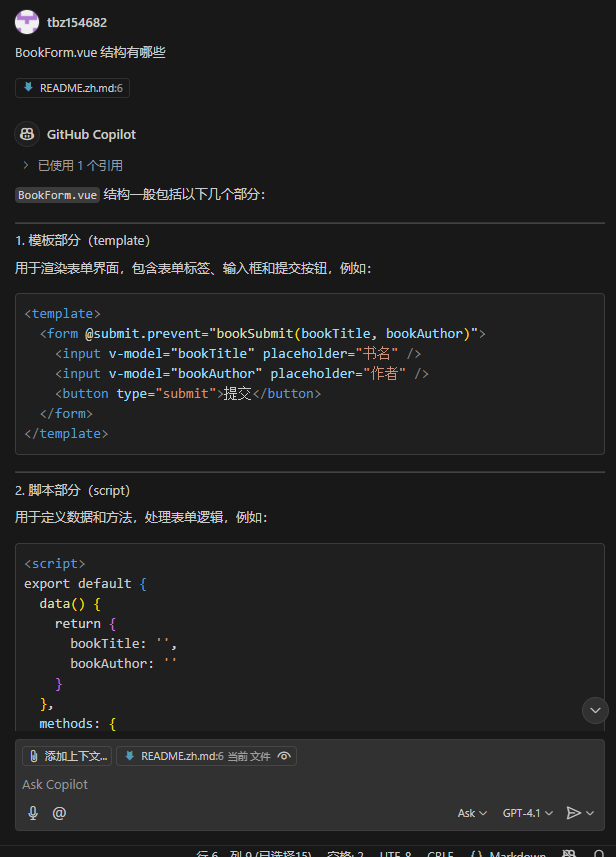 tbz154682
BookForm.vue 结构有哪些
README.zh.md:6
GitHub Copilot
已使用 1 个引用
BookForm.vue 结构一般包括以下几个部分：
1. 模板部分（template）
用于渲染表单界面，包含表单标签、输入框和提交按钮，例如：
<template>
  <form @submit.prevent="bookSubmit(bookTitle, bookAuthor)">
    <input v-model="bookTitle" placeholder="书名" />
    <input v-model="bookAuthor" placeholder="作者" />
    <button type="submit">提交</button>
  </form>
</template>
2. 脚本部分（script）
用于定义数据和方法，处理表单逻辑，例如：
<script>
export default {
  data() {
    return {
      bookTitle: '',
      bookAuthor: ''
    }
  },
  methods: {
添加上下文... README.zh.md:6 当前文件
Ask Copilot
@ Ask GPT-4.1
行 6，列 9 (已选择15) 空格: 2 UTF-8 CRLF {} Markdown